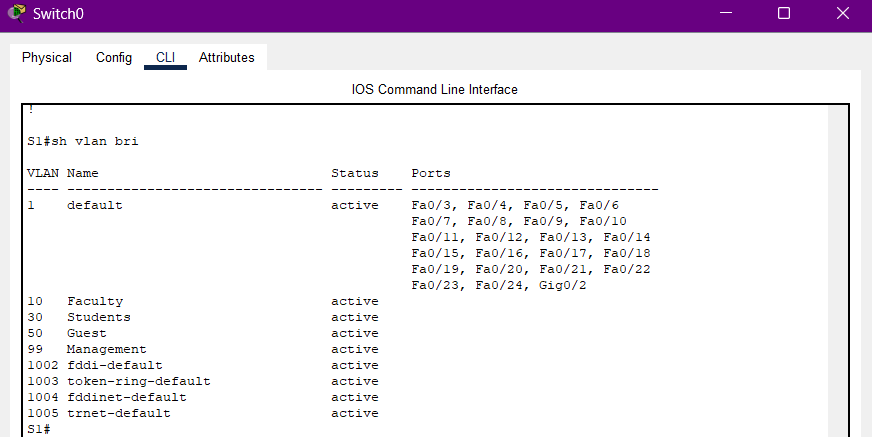 Switch0
Physical Config CLI Attributes
IOS Command Line Interface
!
S1#sh vlan bri
VLAN Name                             Status    Ports
---- -------------------------------- --------- -------------------------------
1    default                          active    Fa0/3, Fa0/4, Fa0/5, Fa0/6
                                                Fa0/7, Fa0/8, Fa0/9, Fa0/10
                                                Fa0/11, Fa0/12, Fa0/13, Fa0/14
                                                Fa0/15, Fa0/16, Fa0/17, Fa0/18
                                                Fa0/19, Fa0/20, Fa0/21, Fa0/22
                                                Fa0/23, Fa0/24, Gig0/2
10   Faculty                          active
30   Students                         active
50   Guest                            active
99   Management                       active
1002 fddi-default                     active
1003 token-ring-default               active
1004 fddinet-default                  active
1005 trnet-default                    active
S1#